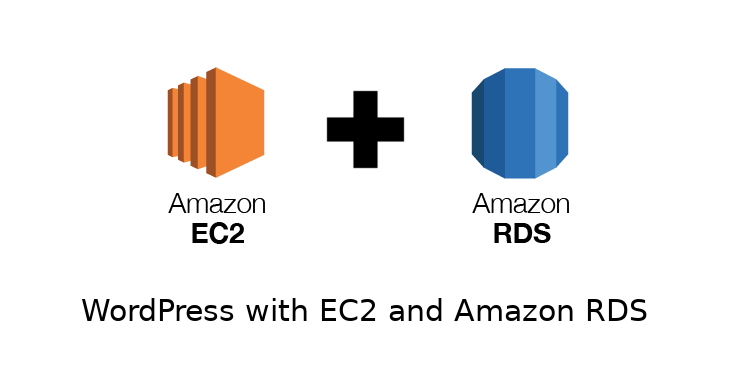 Amazon
EC2
Amazon
RDS
WordPress with EC2 and Amazon RDS